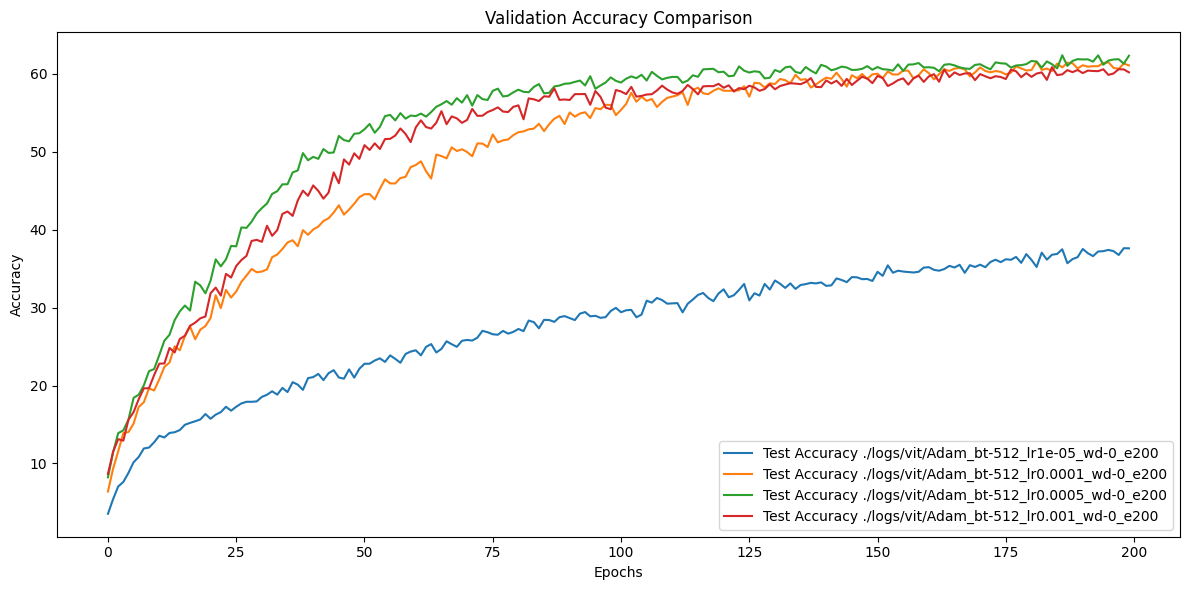 Validation Accuracy Comparison
Accuracy
60
50
40
30
20
10
Test Accuracy ./logs/vit/Adam_bt-512_lr1e-05_wd-0_e200
Test Accuracy ./logs/vit/Adam_bt-512_lr0.0001_wd-0_e200
Test Accuracy ./logs/vit/Adam_bt-512_lr0.0005_wd-0_e200
Test Accuracy ./logs/vit/Adam_bt-512_lr0.001_wd-0_e200
0 25 50 75 100 125 150 175 200
Epochs